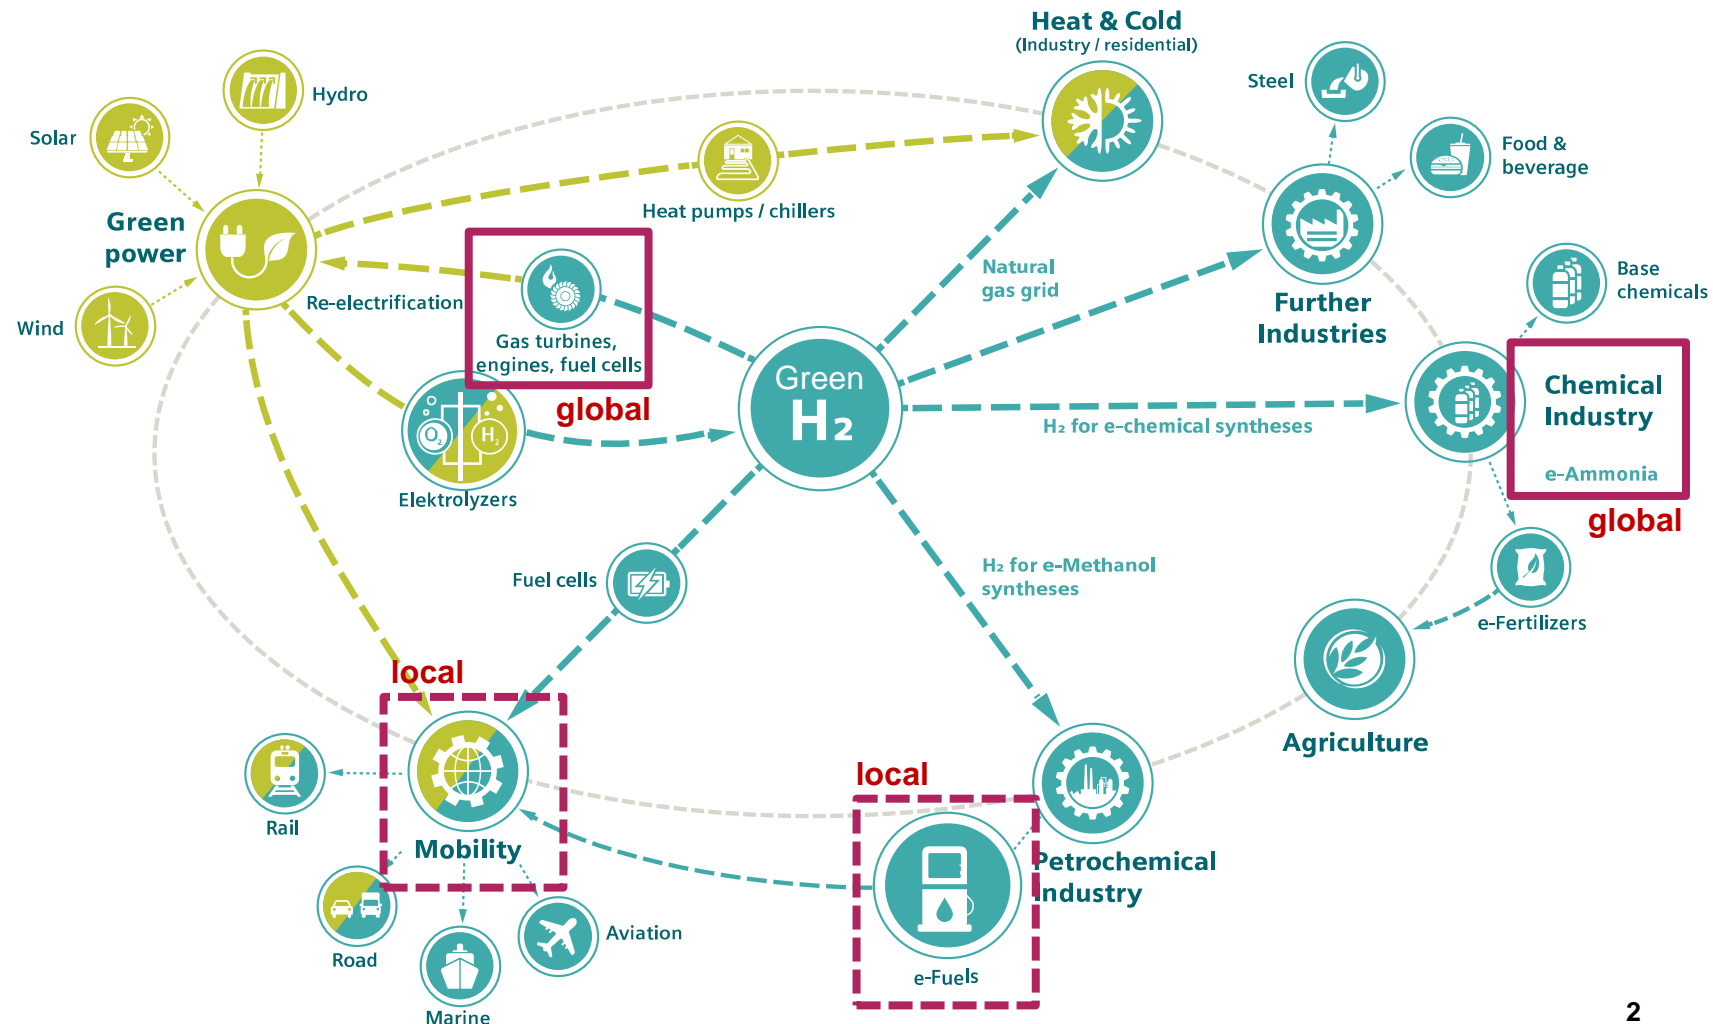 Heat & Cold
(Industry / residential)
Steel
Hydro
Solar
Food &
beverage
Green
power
Heat pumps / chillers
Natural
gas grid
Base
chemicals
Re-electrification
Wind
Further
Industries
Gas turbines,
engines, fuel cells
global
Green
H₂
Chemical
Industry
e-Ammonia
global
O₂
H₂
H₂ for e-chemical syntheses
Elektrolyzers
Fuel cells
H₂ for e-Methanol
syntheses
e-Fertilizers
local
Agriculture
local
Rail
Mobility
Petrochemical
Industry
Road
Aviation
e-Fuels
Marine
2